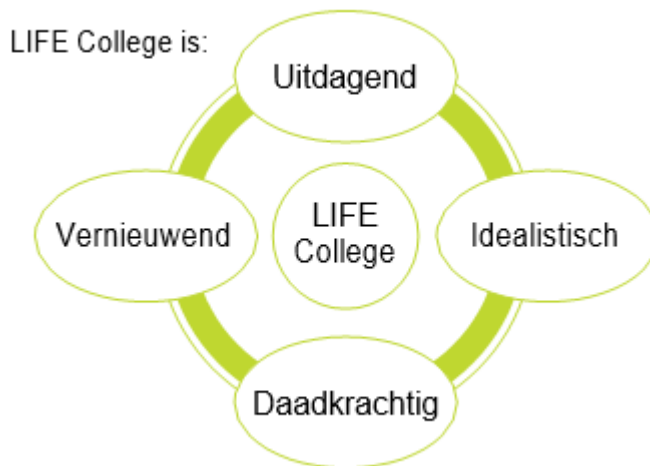 LIFE College is:
Uitdagend
Vernieuwend
LIFE
College
Idealistisch
Daadkrachtig